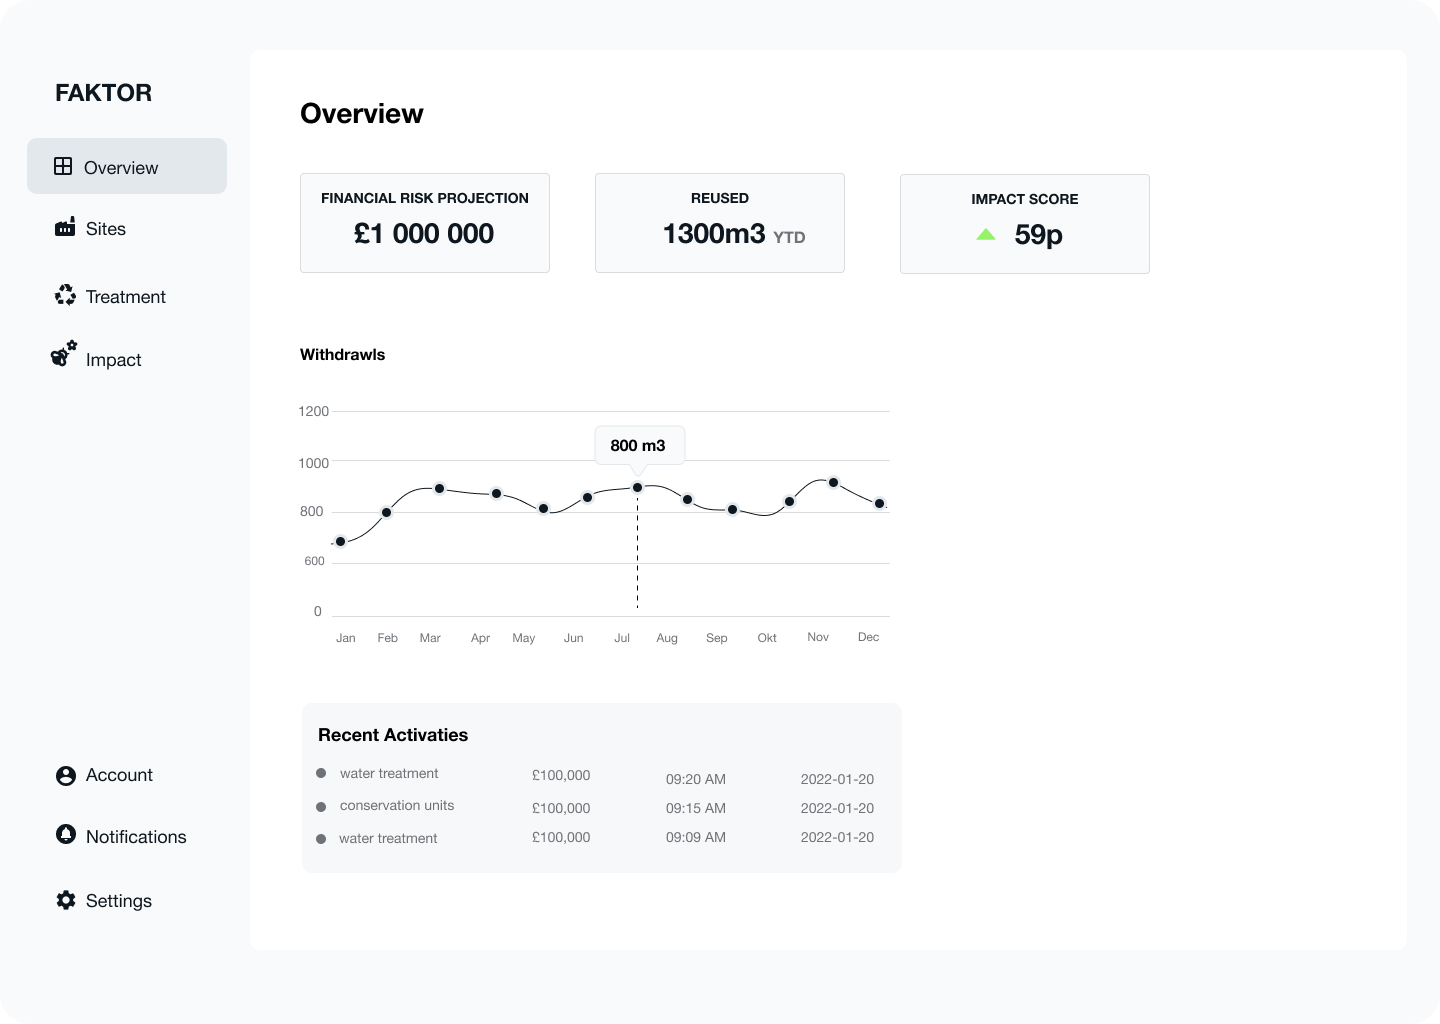 FAKTOR
Overview
Sites
Treatment
Impact
Account
Notifications
Settings
Overview
FINANCIAL RISK PROJECTION
£1 000 000
REUSED
1300m3 YTD
IMPACT SCORE
59p
Withdrawls
1200
1000
800
600
0
800 m3
Jan Feb Mar Apr May Jun Jul Aug Sep Okt Nov Dec
Recent Activaties
water treatment £100,000 09:20 AM 2022-01-20
conservation units £100,000 09:15 AM 2022-01-20
water treatment £100,000 09:09 AM 2022-01-20